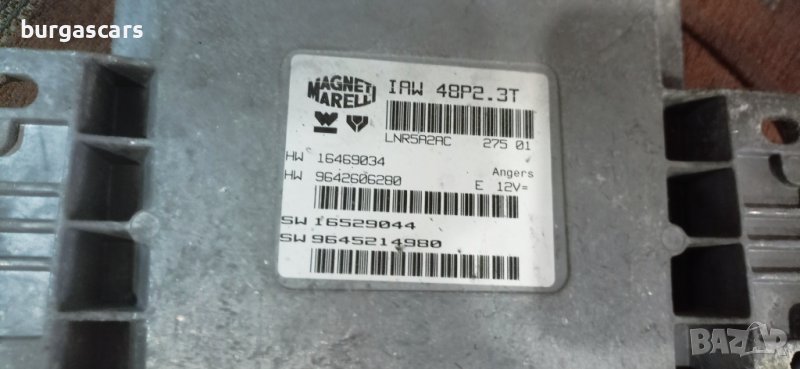 burgascars
MAGNETI MARELLI
IAW 48P2.3T
LNR5A2AC 275 01
HW 16469034
Angers
HW 9642606280 E 12V=
SW 16529044
SW 9645214980
BAZAR